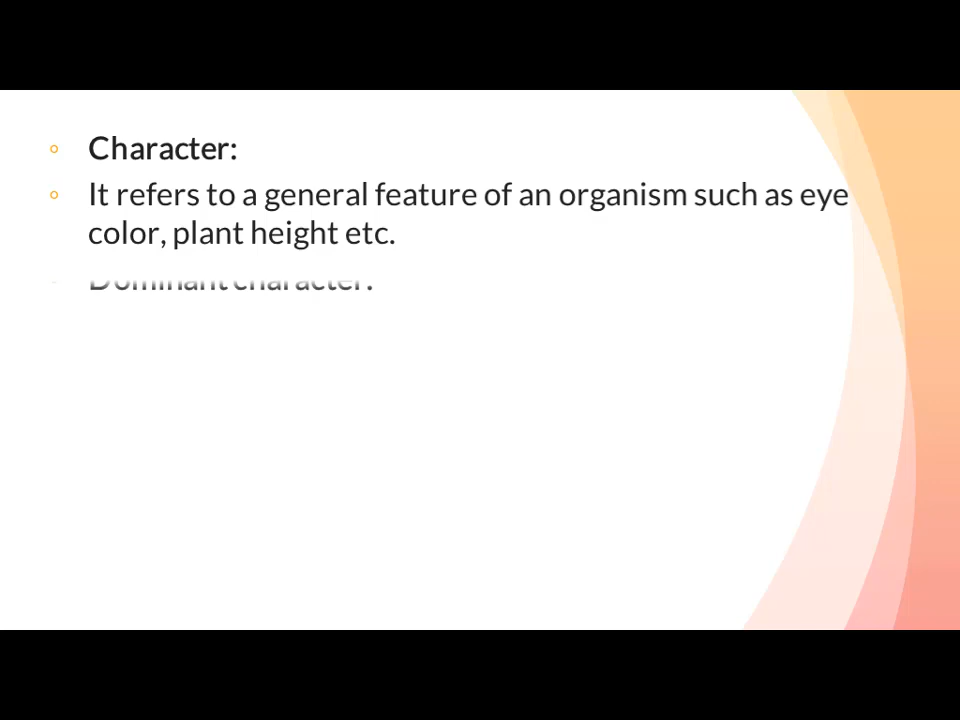 Character:
It refers to a general feature of an organism such as eye
color, plant height etc.
Dominant character: